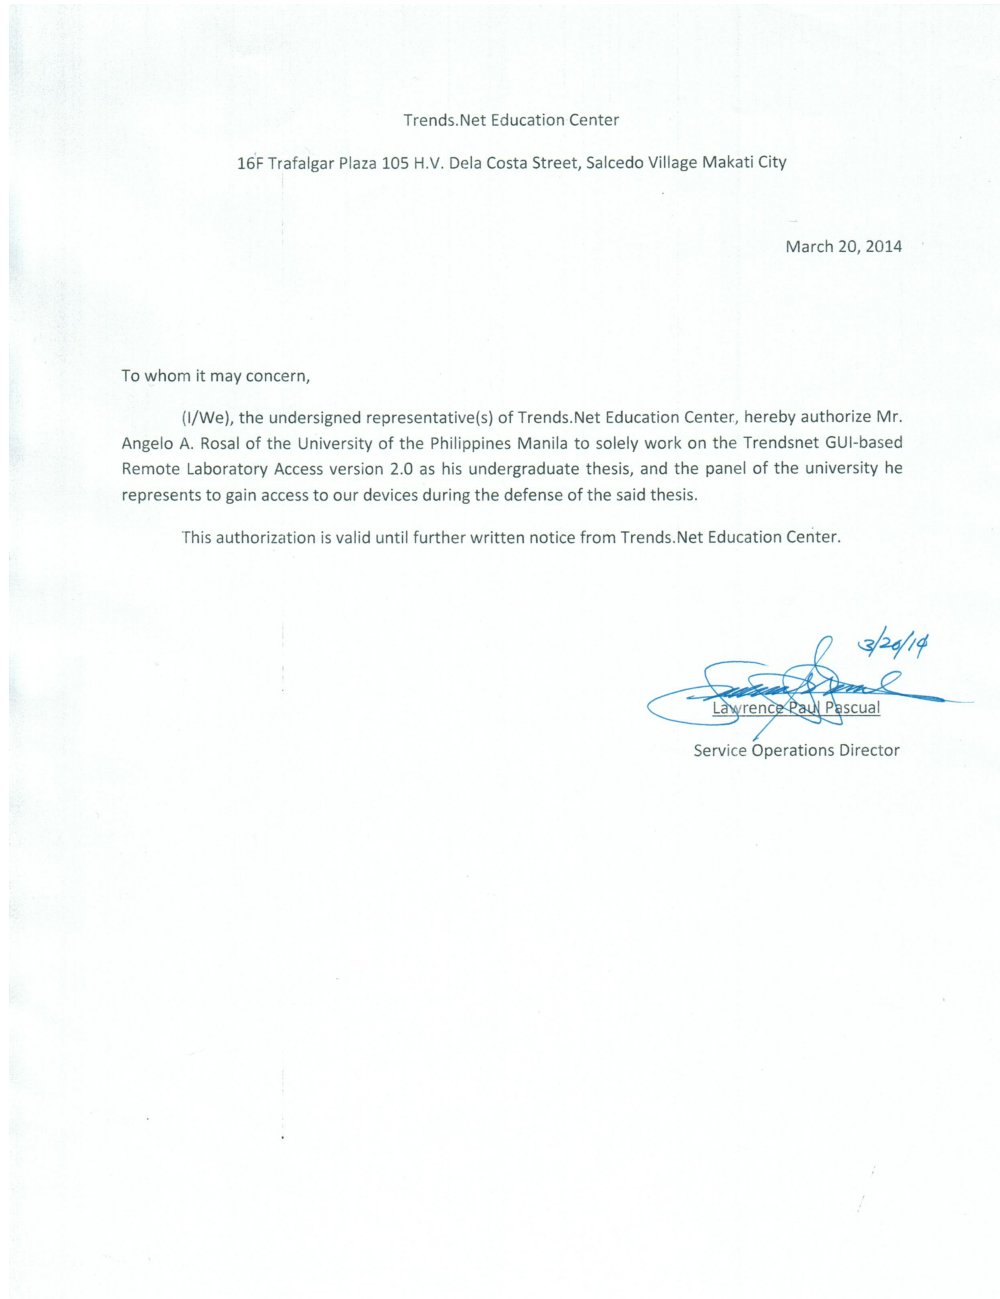 Trends.Net Education Center
16F Trafalgar Plaza 105 H.V. Dela Costa Street, Salcedo Village Makati City
March 20, 2014
To whom it may concern,
(I/We), the undersigned representative(s) of Trends.Net Education Center, hereby authorize Mr.
Angelo A. Rosal of the University of the Philippines Manila to solely work on the Trendsnet GUI-based
Remote Laboratory Access version 2.0 as his undergraduate thesis, and the panel of the university he
represents to gain access to our devices during the defense of the said thesis.
This authorization is valid until further written notice from Trends.Net Education Center.
3/20/14
Lawrence Paul Pascual
Service Operations Director